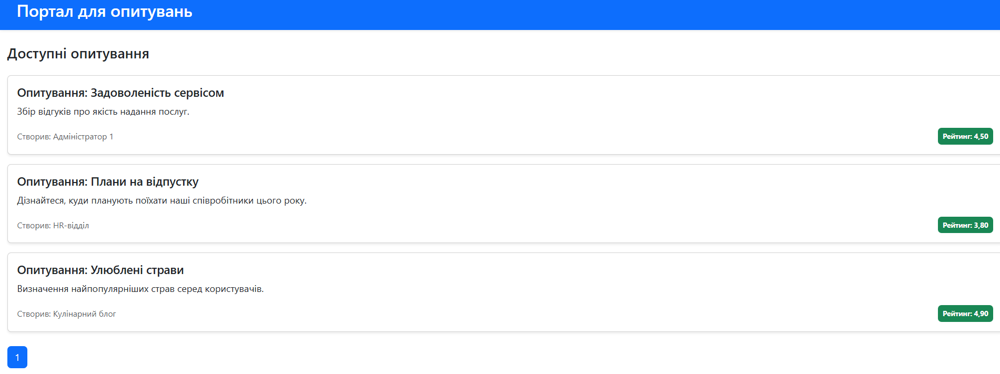 Портал для опитувань
Доступні опитування
Опитування: Задоволеність сервісом
Збір відгуків про якість надання послуг.
Створив: Адміністратор 1
Рейтинг: 4,50
Опитування: Плани на відпустку
Дізнайтеся, куди планують поїхати наші співробітники цього року.
Створив: HR-відділ
Рейтинг: 3,80
Опитування: Улюблені страви
Визначення найпопулярніших страв серед користувачів.
Створив: Кулінарний блог
Рейтинг: 4,90
1